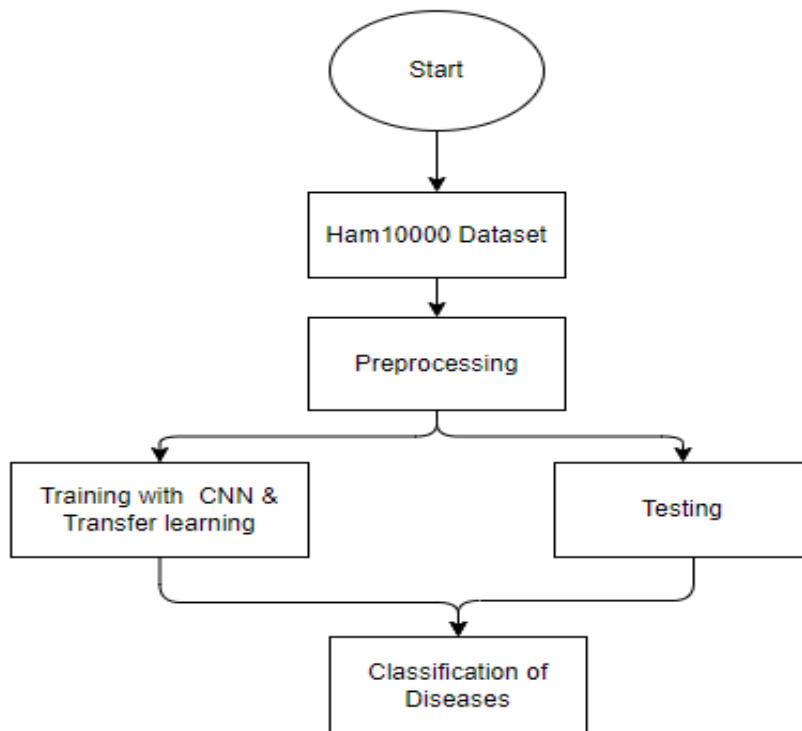 Start
Ham10000 Dataset
Preprocessing
Training with CNN &
Transfer learning
Testing
Classification of
Diseases